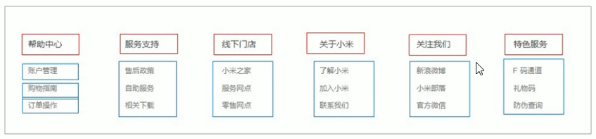 帮助中心 服务支持 线下门店 关于小米 关注我们 特色服务
账户管理 售后政策 小米之家 了解小米 新浪微博 F 码通道
购物指南 自助服务 服务网点 加入小米 小米部落 礼物码
订单操作 相关下载 零售网点 联系我们 官方微信 防伪查询